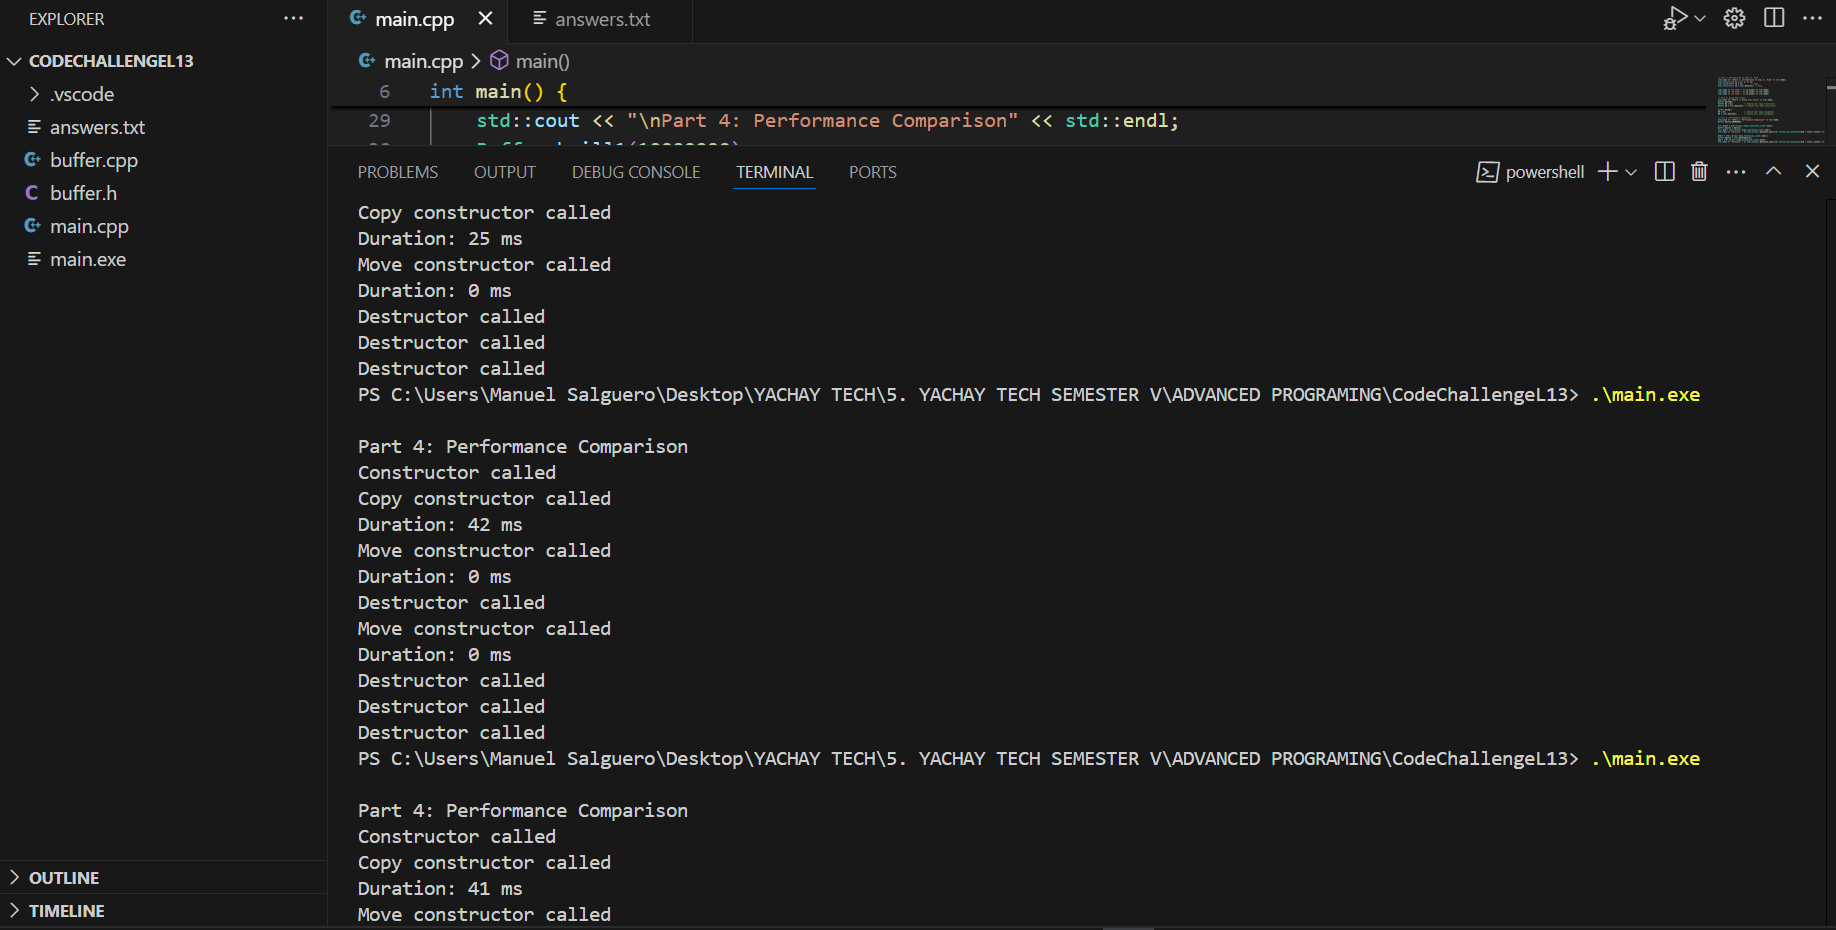 EXPLORER
CODECHALLENGEL13
.vscode
answers.txt
buffer.cpp
buffer.h
main.cpp
main.exe
OUTLINE
TIMELINE
main.cpp
answers.txt
main.cpp > main()
6 int main() {
29 std::cout << "\nPart 4: Performance Comparison" << std::endl;
PROBLEMS OUTPUT DEBUG CONSOLE TERMINAL PORTS
powershell
Copy constructor called
Duration: 25 ms
Move constructor called
Duration: 0 ms
Destructor called
Destructor called
Destructor called
PS C:\Users\Manuel Salguero\Desktop\YACHAY TECH\5. YACHAY TECH SEMESTER V\ADVANCED PROGRAMING\CodeChallengeL13> .\main.exe
Part 4: Performance Comparison
Constructor called
Copy constructor called
Duration: 42 ms
Move constructor called
Duration: 0 ms
Destructor called
Move constructor called
Duration: 0 ms
Destructor called
Destructor called
Destructor called
PS C:\Users\Manuel Salguero\Desktop\YACHAY TECH\5. YACHAY TECH SEMESTER V\ADVANCED PROGRAMING\CodeChallengeL13> .\main.exe
Part 4: Performance Comparison
Constructor called
Copy constructor called
Duration: 41 ms
Move constructor called